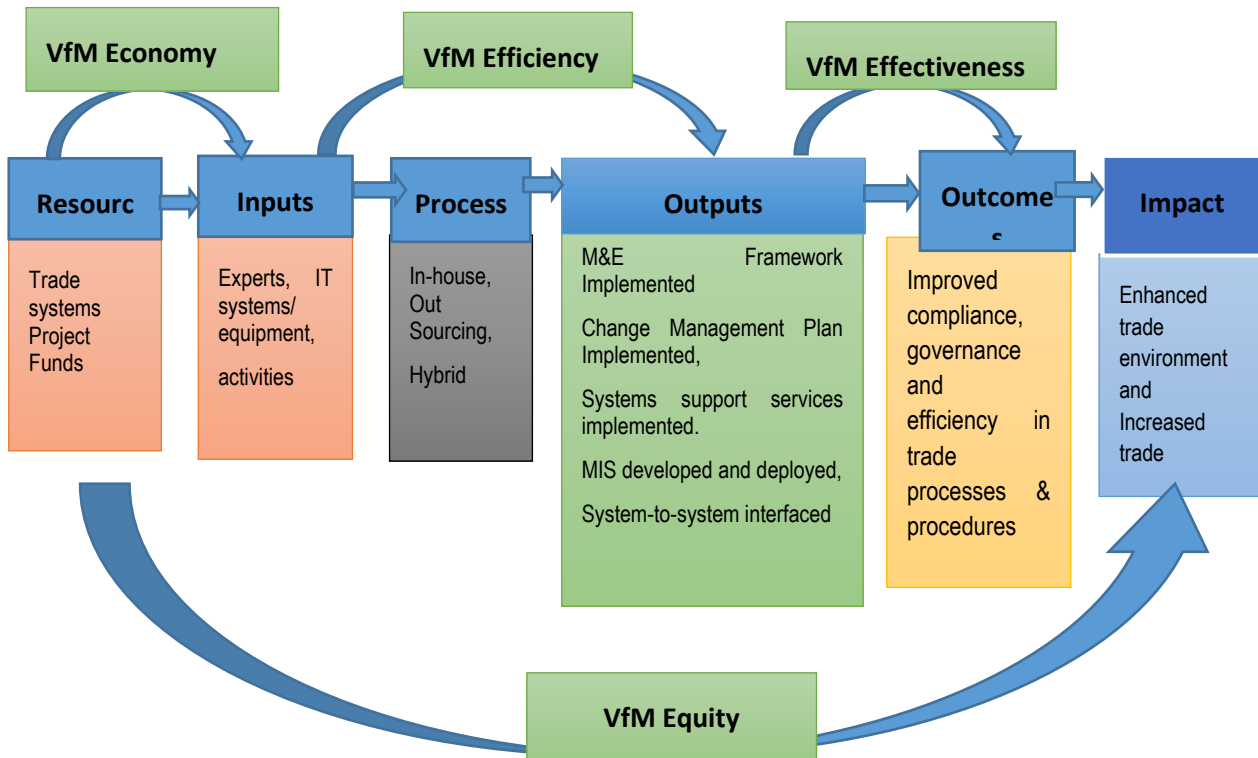 VfM Economy
VfM Efficiency
VfM Effectiveness
Resourc
Inputs
Process
Outputs
Outcome
s
Impact
Trade
systems
Project
Funds
Experts, IT
systems/
equipment,
activities
In-house,
Out
Sourcing,
Hybrid
M&E Framework
Implemented
Change Management Plan
Implemented,
Systems support services
implemented.
MIS developed and deployed,
System-to-system interfaced
Improved
compliance,
governance
and
efficiency in
trade
processes &
procedures
Enhanced
trade
environment
and
Increased
trade
VfM Equity